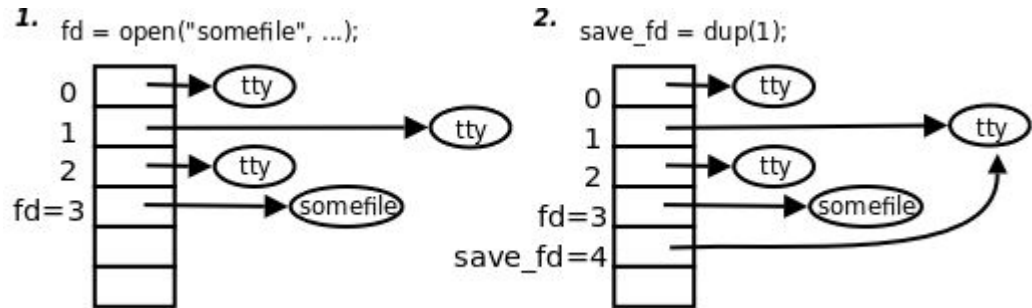 1. fd = open("somefile", ...);
0 tty
1 tty
2 tty
fd=3 somefile
2. save_fd = dup(1);
0 tty
1 tty
2 tty
fd=3 somefile
save_fd=4